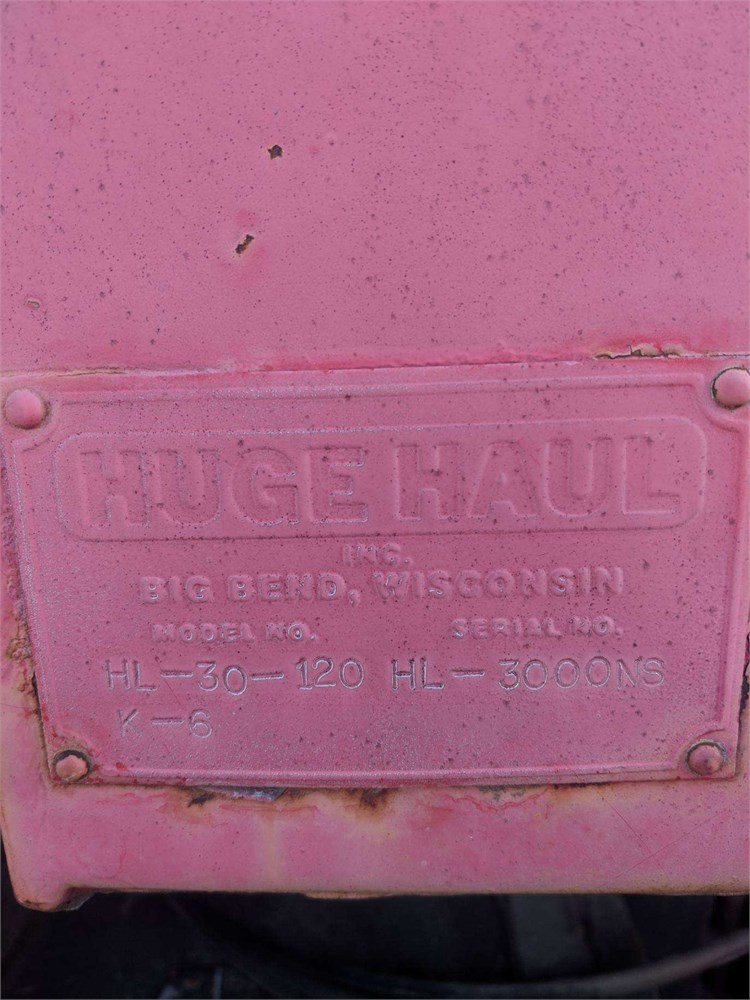 HUGE HAUL
INC.
BIG BEND, WISCONSIN
MODEL NO. SERIAL NO.
HL-30-120 HL-3000NS
K-6